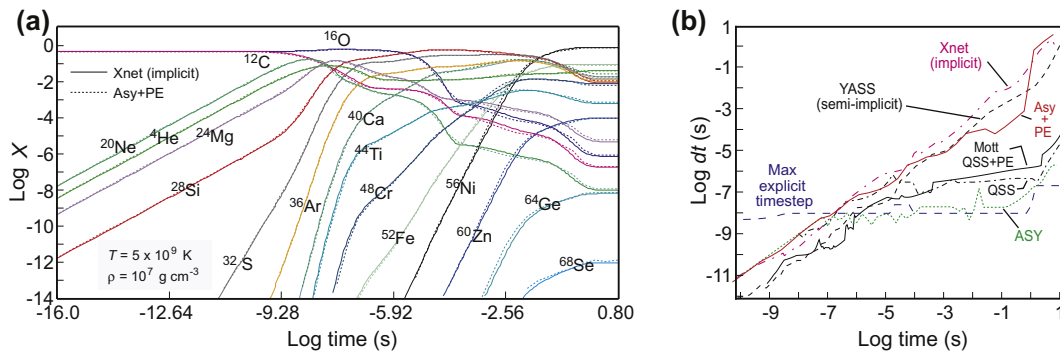 (a)
0
-2
-4
-6
-8
-10
-12
-14
Log X
-16.0
-12.64
-9.28
-5.92
-2.56
0.80
Log time (s)
Xnet (implicit)
Asy+PE
¹⁶O
¹²C
²⁰Ne
⁴He
²⁴Mg
²⁸Si
³²S
³⁶Ar
⁴⁰Ca
⁴⁴Ti
⁴⁸Cr
⁵²Fe
⁵⁶Ni
⁶⁰Zn
⁶⁴Ge
⁶⁸Se
T = 5 x 10⁹ K
ρ = 10⁷ g cm⁻³
(b)
1
-1
-3
-5
-7
-9
-11
Log dt (s)
-9
-7
-5
-3
-1
1
Log time (s)
Xnet
(implicit)
YASS
(semi-implicit)
Asy
+
PE
Mott
QSS+PE
QSS
Max
explicit
timestep
ASY